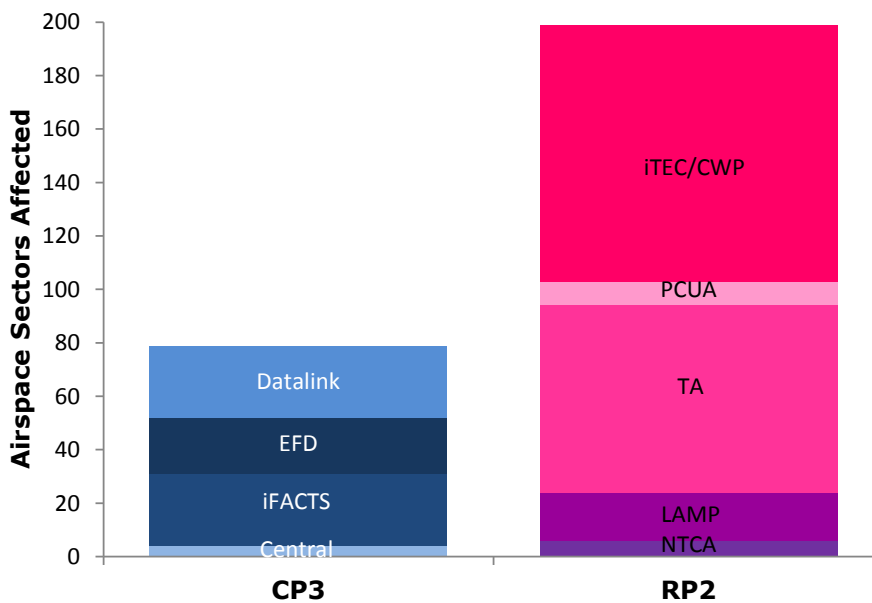 Airspace Sectors Affected
200
180
160
140
120
100
80
60
40
20
0
Datalink
EFD
iFACTS
Central
iTEC/CWP
PCUA
TA
LAMP
NTCA
CP3
RP2